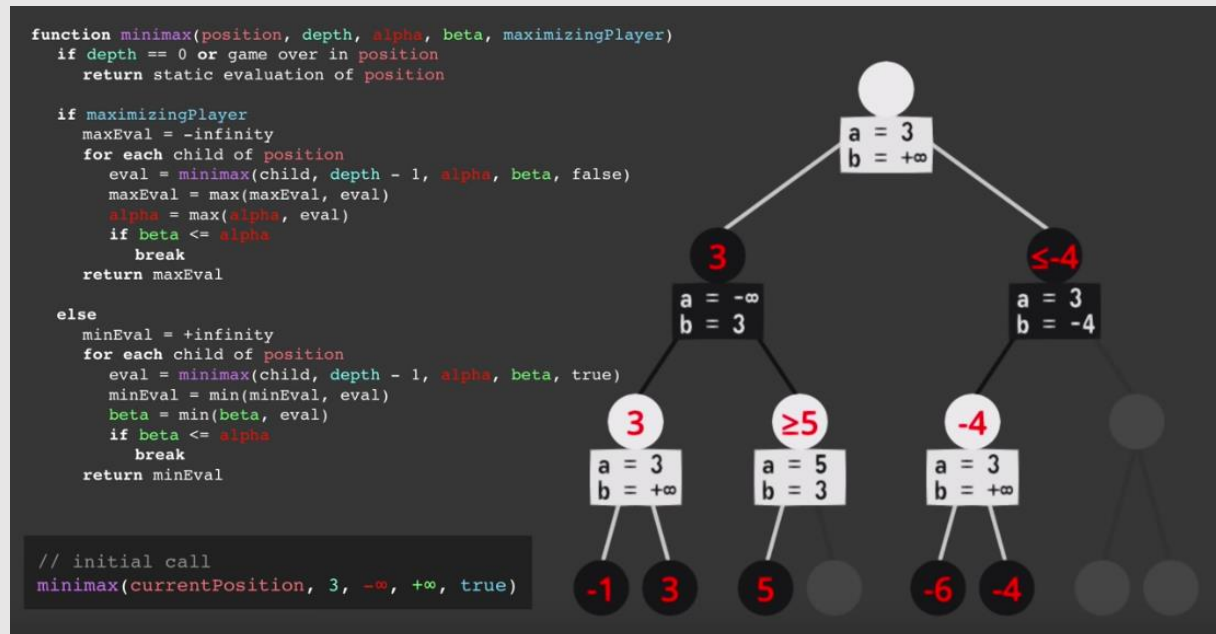 function minimax(position, depth, alpha, beta, maximizingPlayer)
if depth == 0 or game over in position
return static evaluation of position
if maximizingPlayer
maxEval = -infinity
for each child of position
eval = minimax(child, depth - 1, alpha, beta, false)
maxEval = max(maxEval, eval)
alpha = max(alpha, eval)
if beta <= alpha
break
return maxEval
else
minEval = +infinity
for each child of position
eval = minimax(child, depth - 1, alpha, beta, true)
minEval = min(minEval, eval)
beta = min(beta, eval)
if beta <= alpha
break
return minEval
// initial call
minimax(currentPosition, 3, -∞, +∞, true)
a = 3
b = +∞
3
a = -∞
b = 3
≤-4
a = 3
b = -4
3
a = 3
b = +∞
≥5
a = 5
b = 3
-4
a = 3
b = +∞
-1
3
5
-6
-4